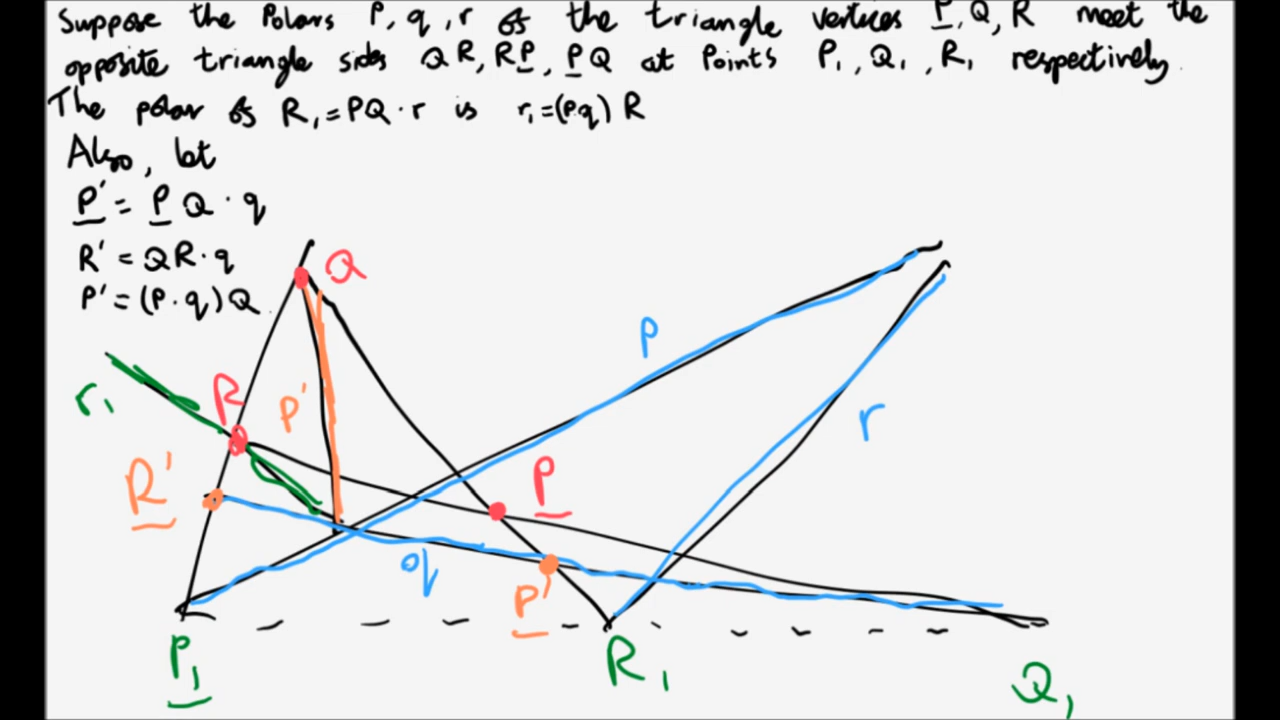 Suppose the Polars p, q, r of the triangle vertices P, Q, R meet the
opposite triangle sides QR, RP, PQ at Points P₁, Q₁, R₁ respectively.
The polar of R₁ = PQ · r is r₁ = (p·q) R
Also, let
P' = P Q · q
R' = QR · q
p' = (p · q) Q
Q
p
r₁
R
p'
r
R'
P
q
P'
P₁
R₁
Q₁